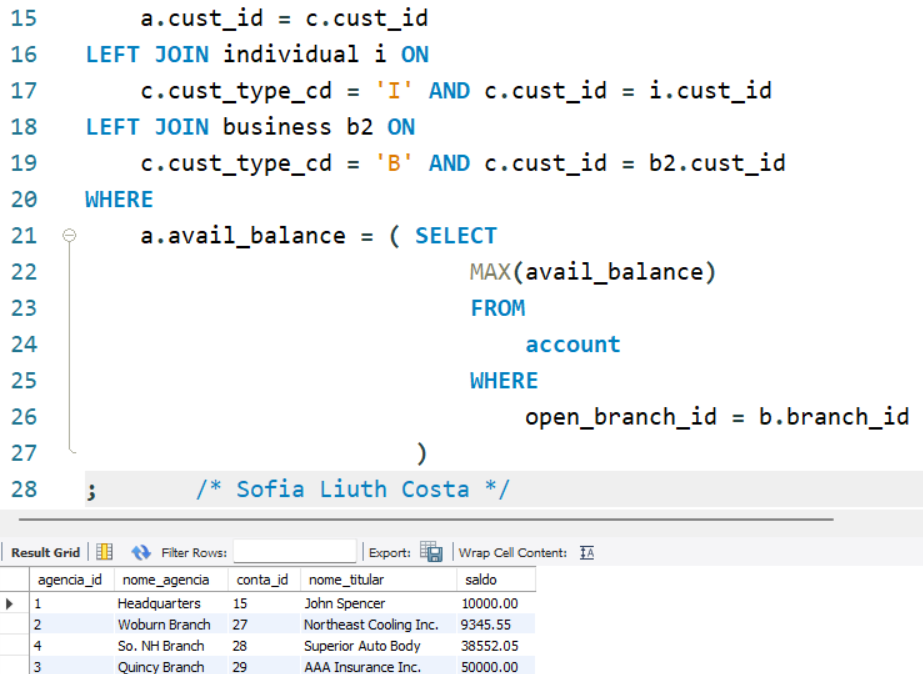 15 a.cust_id = c.cust_id
16 LEFT JOIN individual i ON
17 c.cust_type_cd = 'I' AND c.cust_id = i.cust_id
18 LEFT JOIN business b2 ON
19 c.cust_type_cd = 'B' AND c.cust_id = b2.cust_id
20 WHERE
21 a.avail_balance = ( SELECT
22 MAX(avail_balance)
23 FROM
24 account
25 WHERE
26 open_branch_id = b.branch_id
27 )
28 ; /* Sofia Liuth Costa */
Result Grid Filter Rows: Export: Wrap Cell Content: IA
agencia_id nome_agencia conta_id nome_titular saldo
1 Headquarters 15 John Spencer 10000.00
2 Woburn Branch 27 Northeast Cooling Inc. 9345.55
4 So. NH Branch 28 Superior Auto Body 38552.05
3 Quincy Branch 29 AAA Insurance Inc. 50000.00